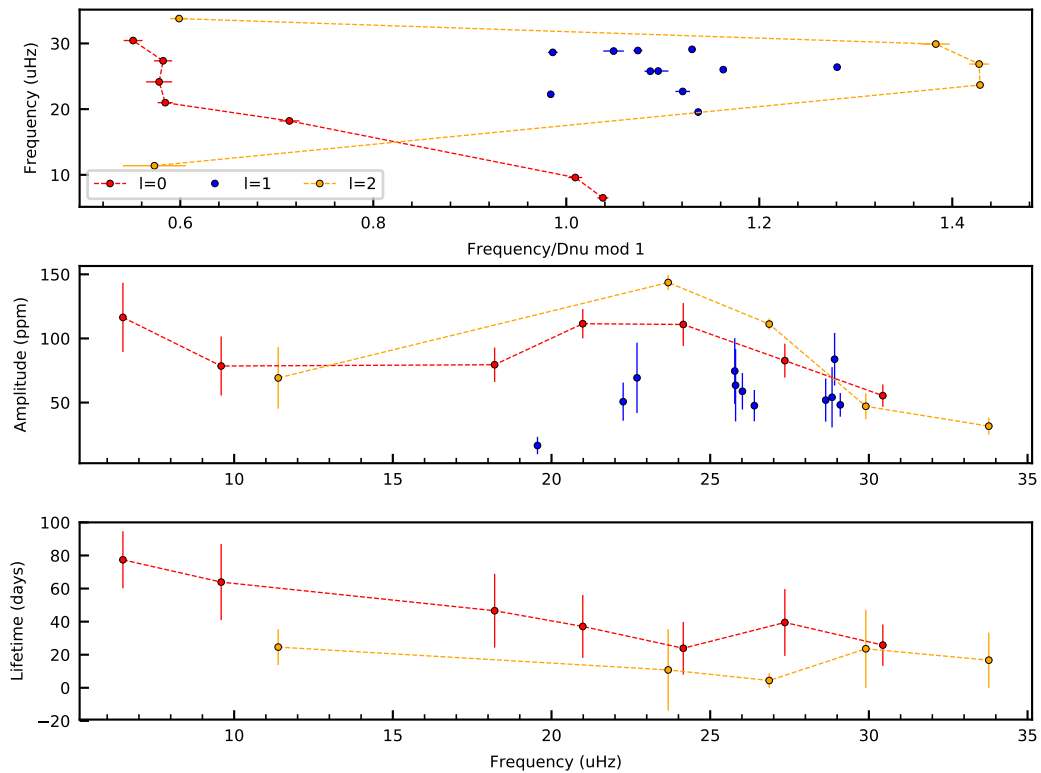 Frequency (uHz)
30
20
10
l=0 l=1 l=2
0.6 0.8 1.0 1.2 1.4
Frequency/Dnu mod 1
Amplitude (ppm)
150
100
50
10 15 20 25 30 35
Lifetime (days)
100
80
60
40
20
0
−20
10 15 20 25 30 35
Frequency (uHz)